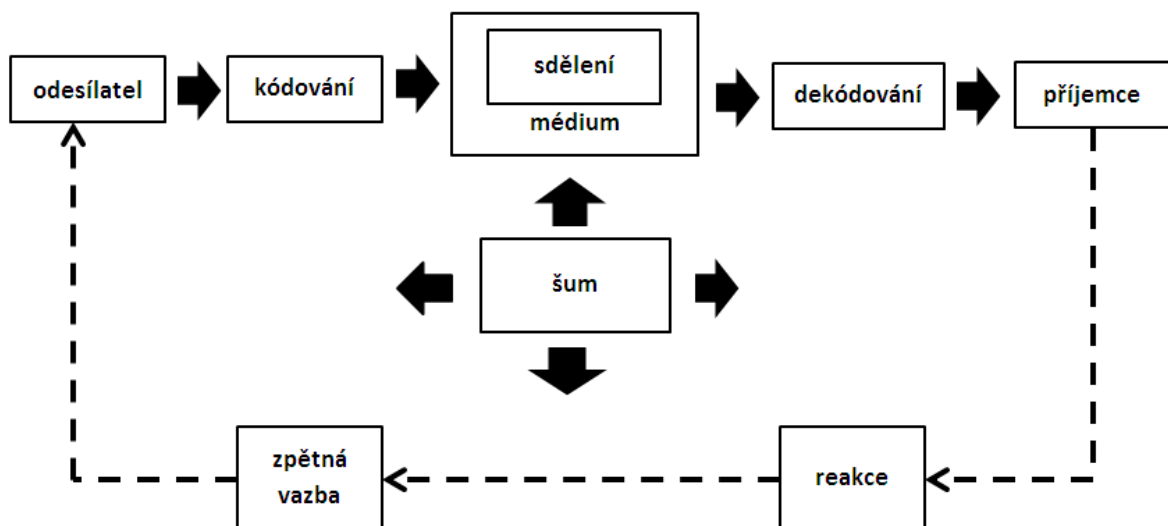 odesílatel
kódování
sdělení
médium
dekódování
příjemce
šum
zpětná
vazba
reakce